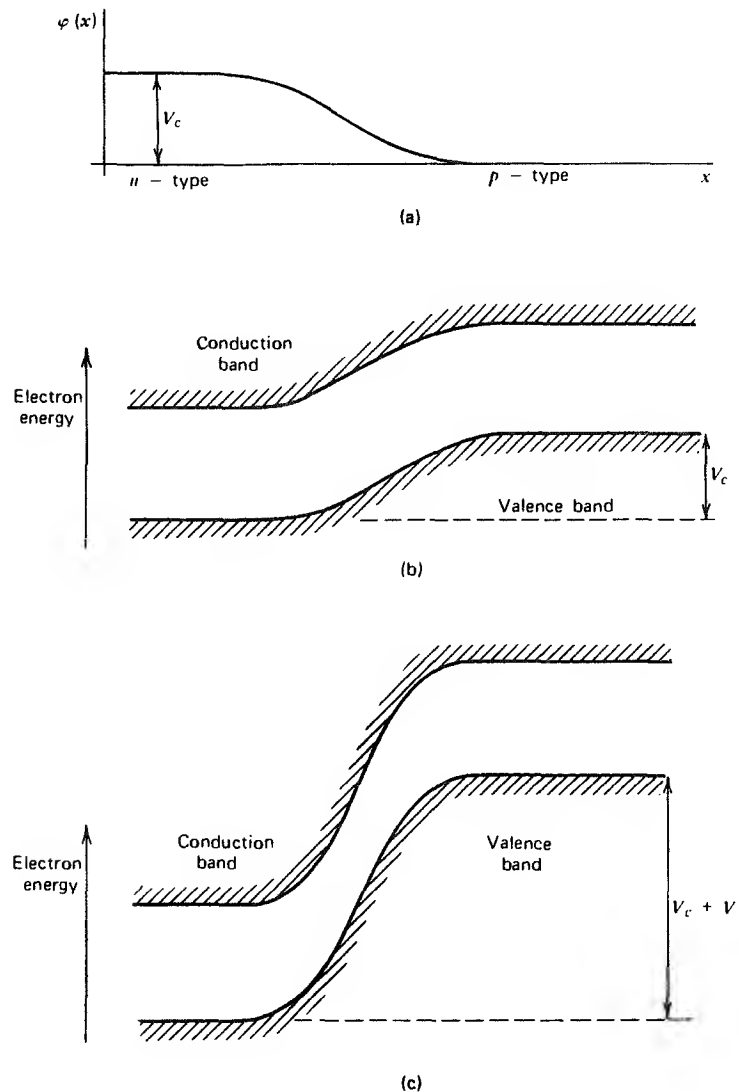 φ(x)
V_c
n – type
p – type
x
(a)
Conduction
band
Electron
energy
Valence band
V_c
(b)
Conduction
band
Electron
energy
Valence
band
V_c + V
(c)